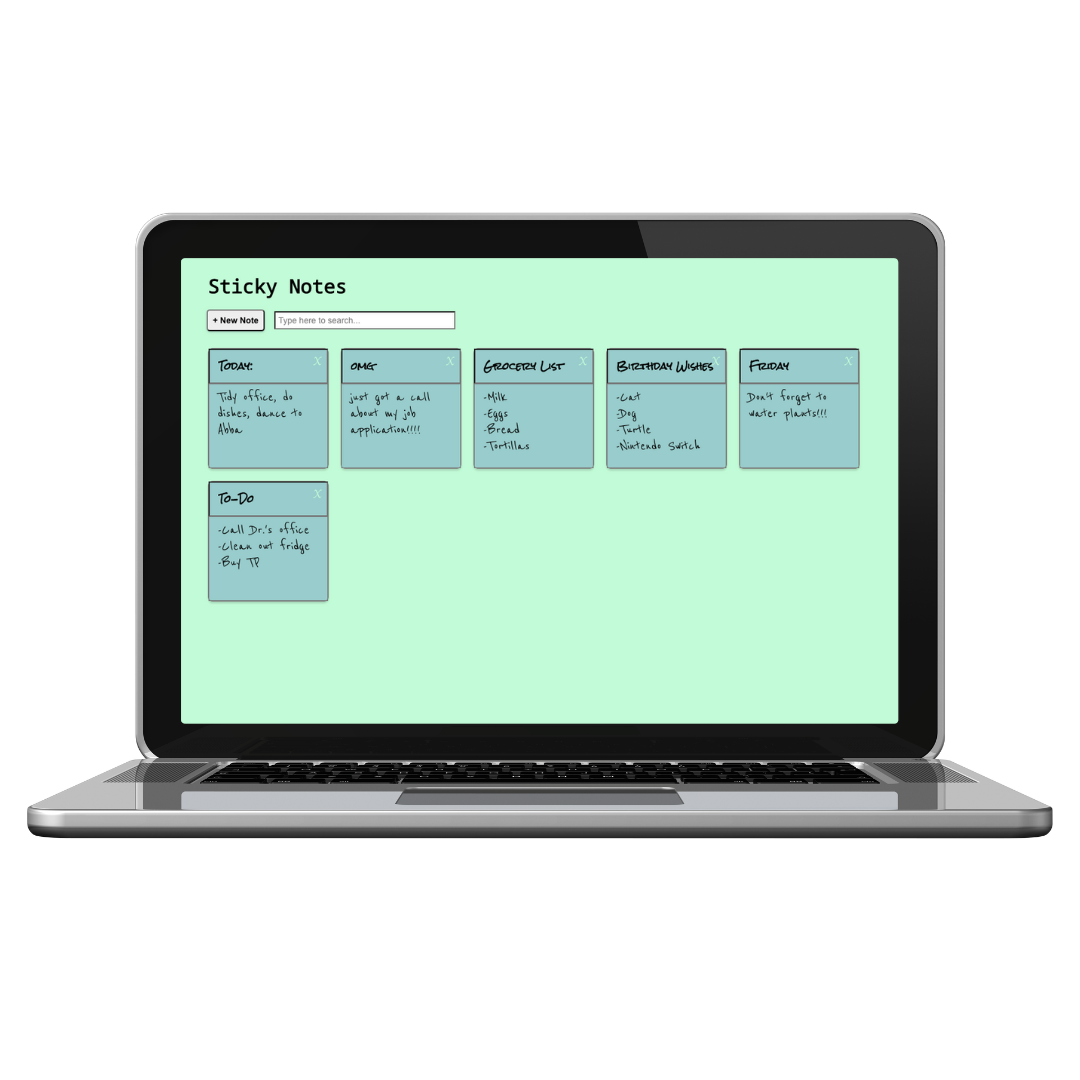 Sticky Notes
+ New Note
Type here to search...
Today:
x
Tidy office, do
dishes, dance to
Abba
omg
x
just got a call
about my job
application!!!!
Grocery List
x
-Milk
-Eggs
-Bread
-Tortillas
Birthday Wishes
x
-Cat
-Dog
-Turtle
-Nintendo Switch
Friday
x
Don't forget to
water plants!!!
To-Do
x
-Call Dr.'s office
-Clean out fridge
-Buy TP